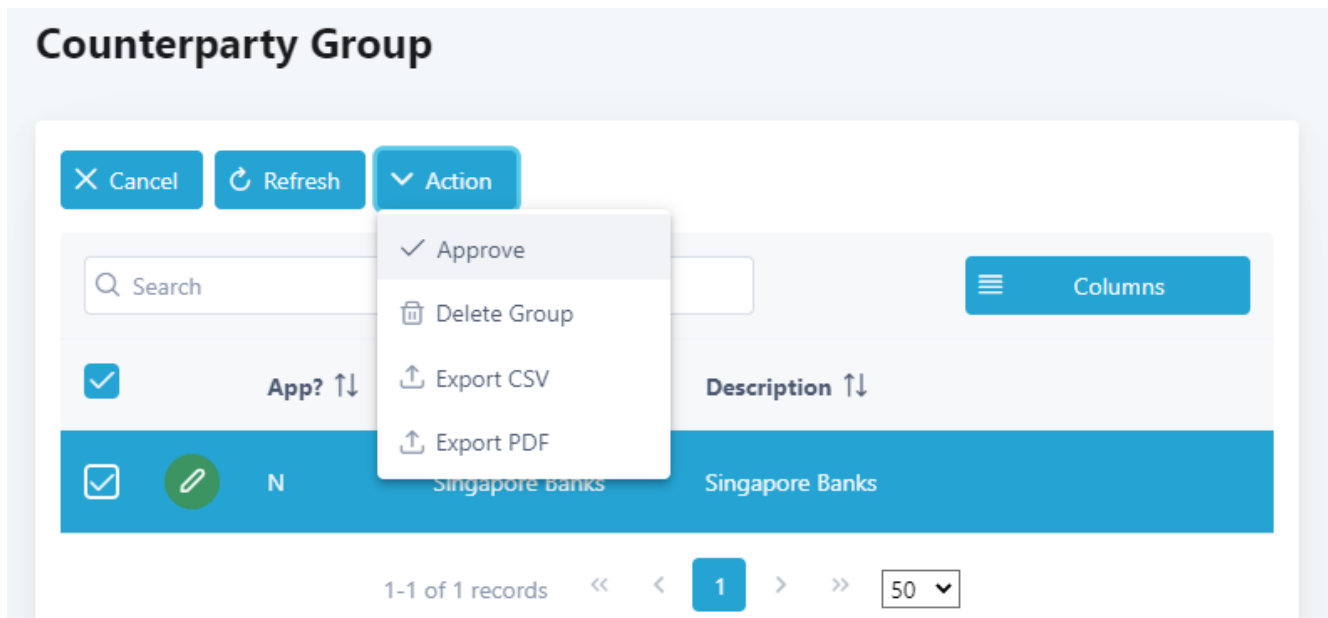 Counterparty Group
Cancel Refresh Action
Approve
Search Columns
Delete Group
App? Export CSV Description
Export PDF
N Singapore Banks Singapore Banks
1-1 of 1 records « < 1 > » 50